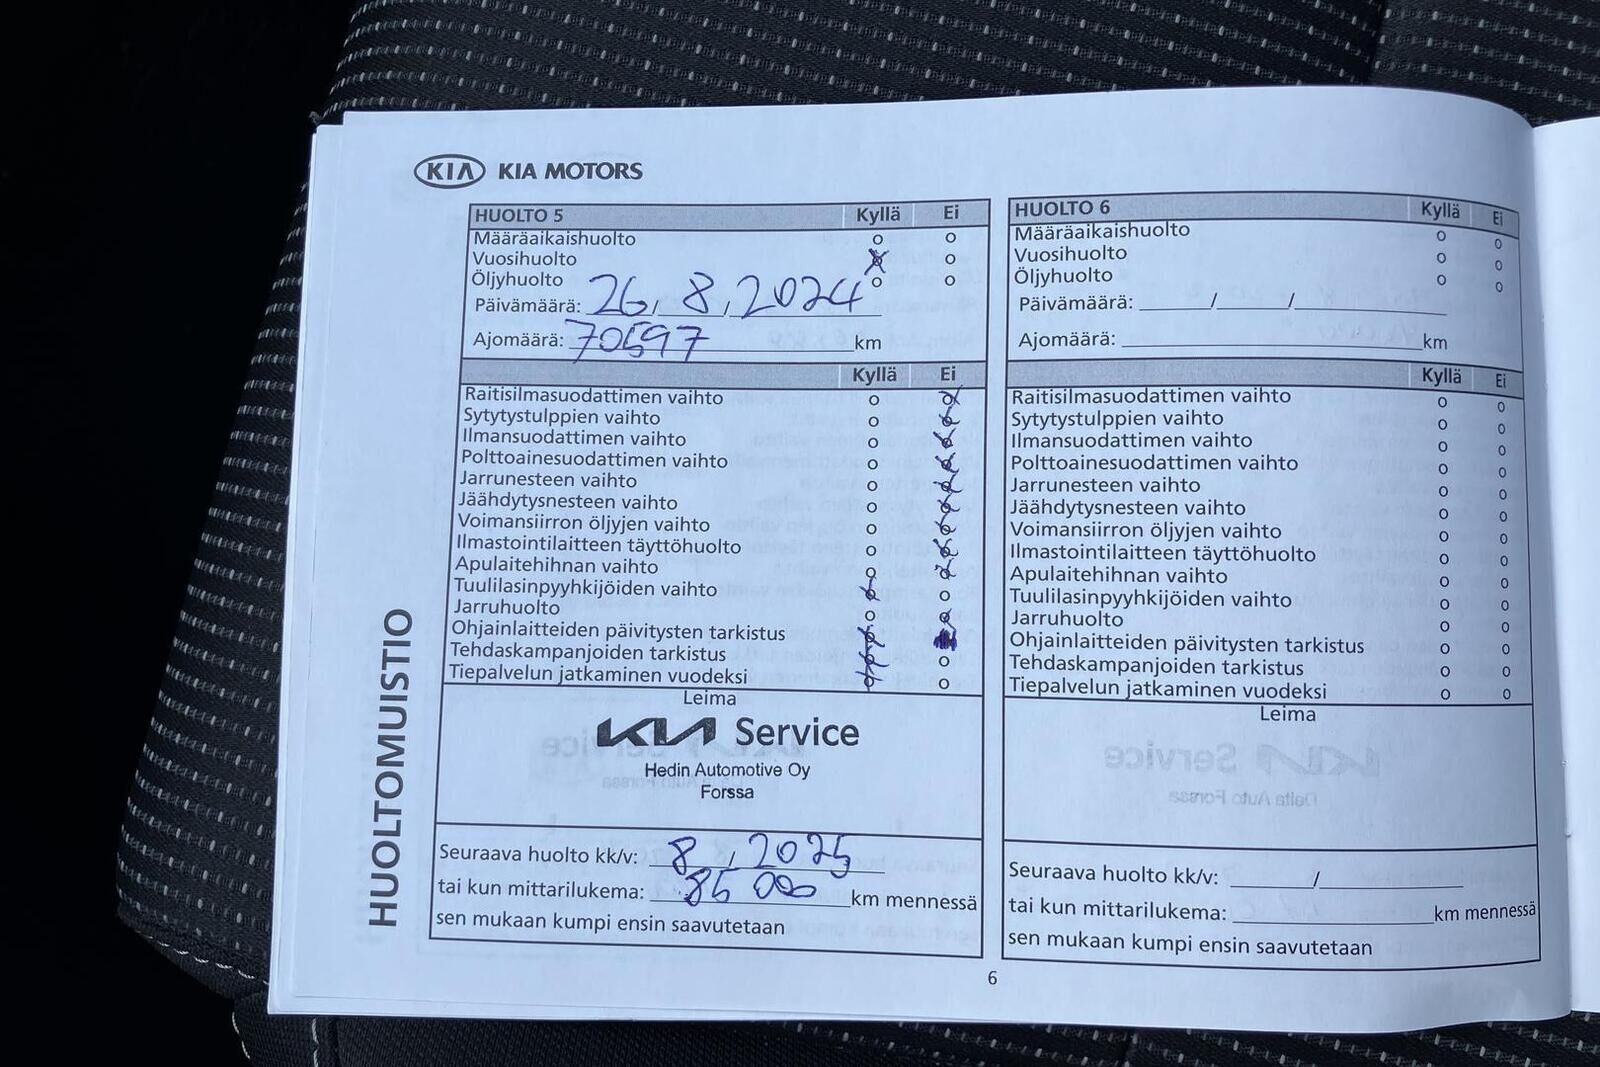 KIA KIA MOTORS
HUOLTOMUISTIO
HUOLTO 5 Kyllä Ei
Määräaikaishuolto
Vuosihuolto
Öljyhuolto
Päivämäärä: 26/8/2024
Ajomäärä: 70597 km
Kyllä Ei
Raitisilmasuodattimen vaihto
Sytytystulppien vaihto
Ilmansuodattimen vaihto
Polttoainesuodattimen vaihto
Jarrunesteen vaihto
Jäähdytysnesteen vaihto
Voimansiirron öljyjen vaihto
Ilmastointilaitteen täyttöhuolto
Apulaitehihnan vaihto
Tuulilasinpyyhkijöiden vaihto
Jarruhuolto
Ohjainlaitteiden päivitysten tarkistus
Tehdaskampanjoiden tarkistus
Tiepalvelun jatkaminen vuodeksi
Leima
KIA Service
Hedin Automotive Oy
Forssa
Seuraava huolto kk/v: 8/2025
tai kun mittarilukema: 85 000 km mennessä
sen mukaan kumpi ensin saavutetaan
HUOLTO 6 Kyllä Ei
Määräaikaishuolto
Vuosihuolto
Öljyhuolto
Päivämäärä: / /
Ajomäärä: km
Kyllä Ei
Raitisilmasuodattimen vaihto
Sytytystulppien vaihto
Ilmansuodattimen vaihto
Polttoainesuodattimen vaihto
Jarrunesteen vaihto
Jäähdytysnesteen vaihto
Voimansiirron öljyjen vaihto
Ilmastointilaitteen täyttöhuolto
Apulaitehihnan vaihto
Tuulilasinpyyhkijöiden vaihto
Jarruhuolto
Ohjainlaitteiden päivitysten tarkistus
Tehdaskampanjoiden tarkistus
Tiepalvelun jatkaminen vuodeksi
Leima
Seuraava huolto kk/v: /
tai kun mittarilukema: km mennessä
sen mukaan kumpi ensin saavutetaan
6